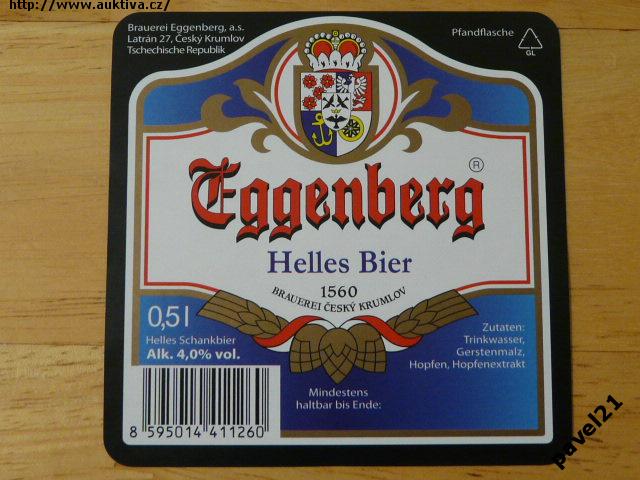 http://www.auktiva.cz/
Brauerei Eggenberg, a.s.
Latrán 27, Český Krumlov
Tschechische Republik
Pfandflasche
GL
Eggenberg ®
Helles Bier
1560
BRAUEREI ČESKÝ KRUMLOV
0,5 l
Helles Schankbier
Alk. 4,0% vol.
Zutaten:
Trinkwasser,
Gerstenmalz,
Hopfen, Hopfenextrakt
Mindestens
haltbar bis Ende:
8 595014 411260
pavel21